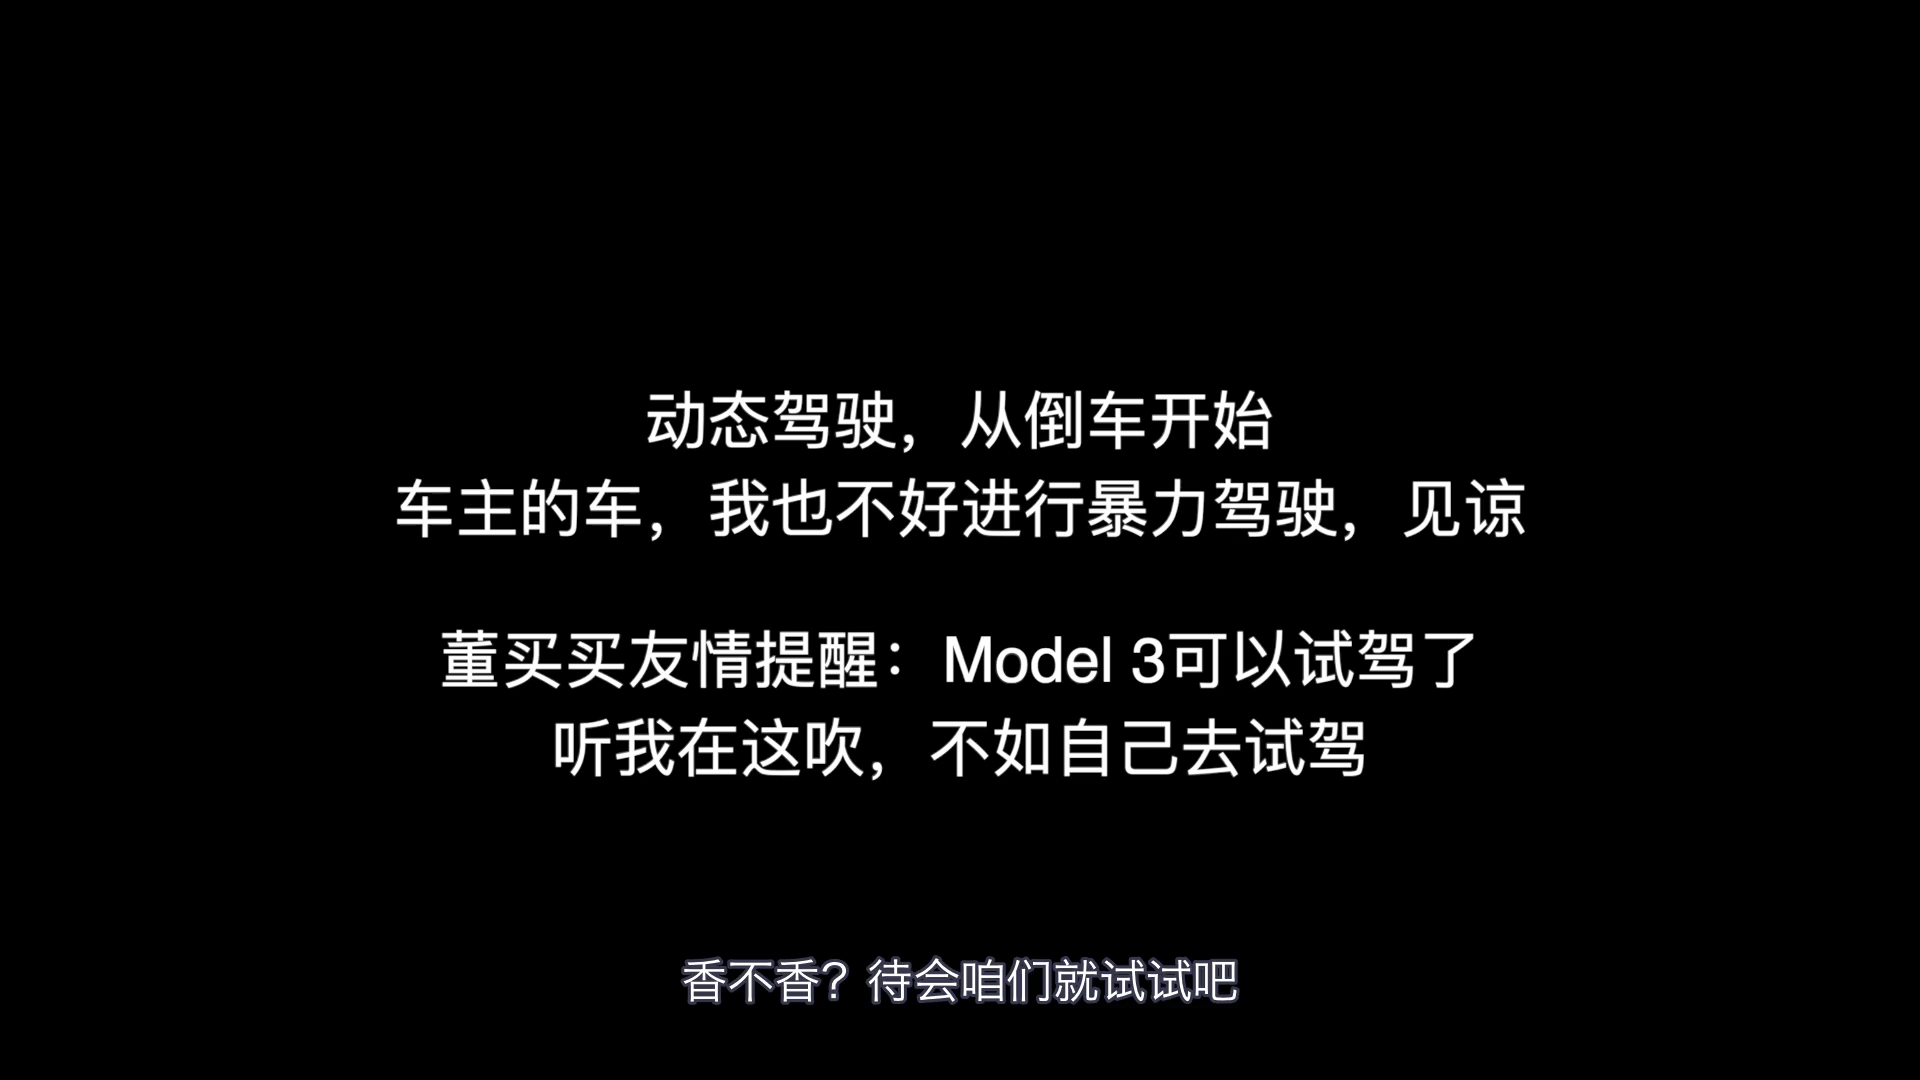 动态驾驶，从倒车开始
车主的车，我也不好进行暴力驾驶，见谅
董买买友情提醒：Model 3可以试驾了
听我在这吹，不如自己去试驾
香不香？待会咱们就试试吧